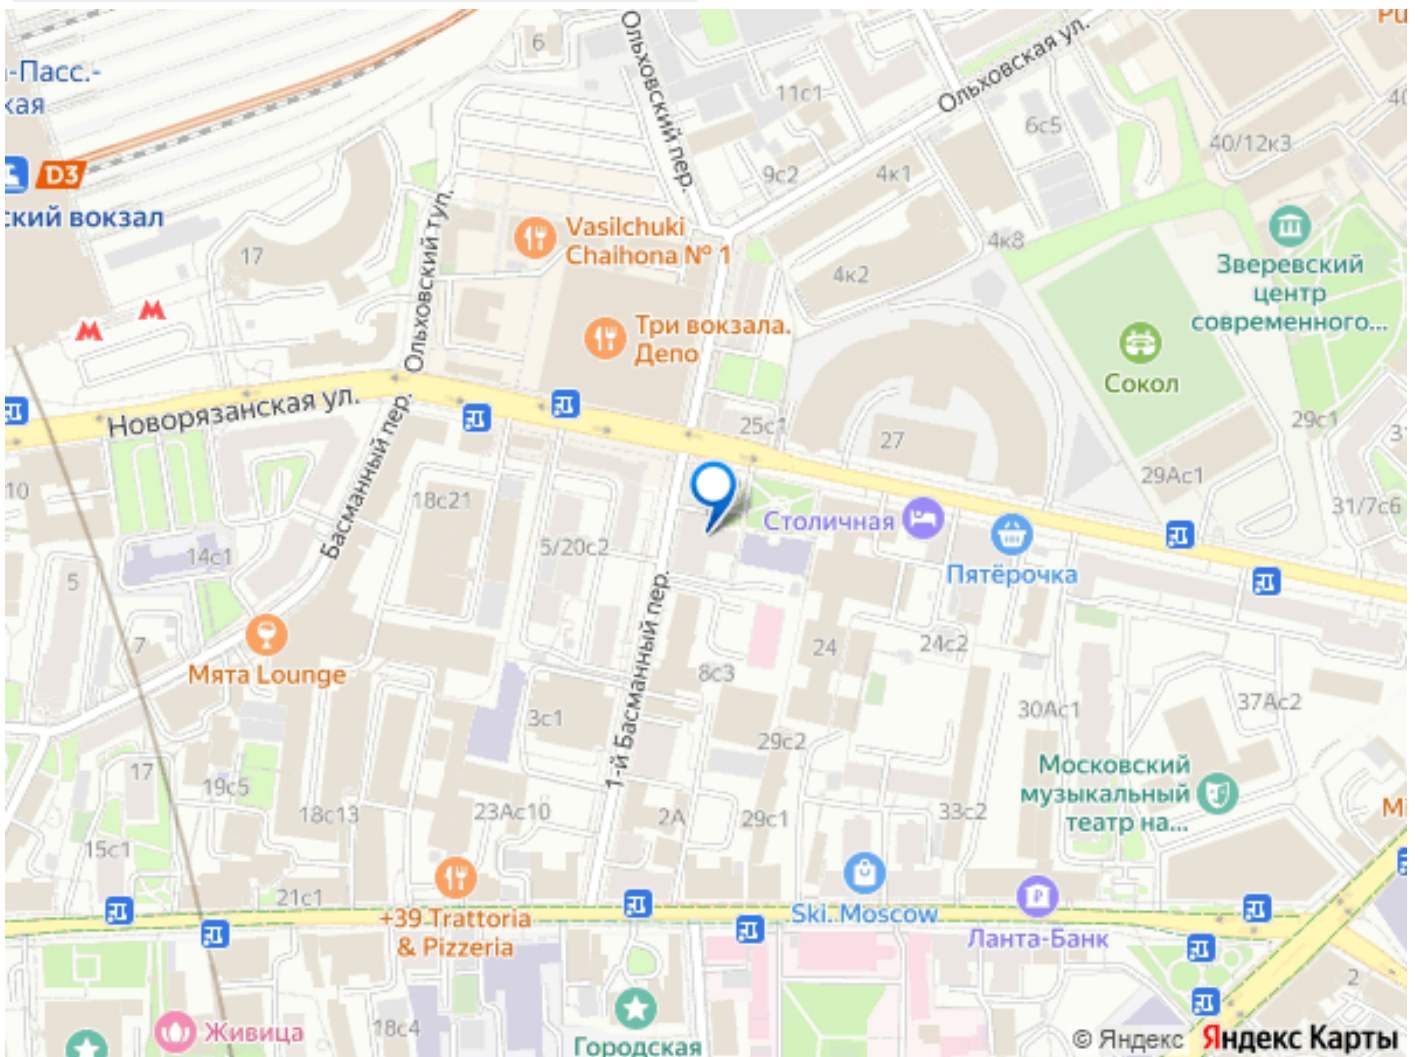 Ольховский пер.
6
Ольховская ул.
-Пасс.-
кая
11с1
6с5
40/12к3
D3
9с2
4к1
ский вокзал
Ольховский туп.
Vasilchuki
Chaihona № 1
17
4к8
4к2
Зверевский
центр
современного...
М
М
Три вокзала.
Депо
Сокол
Новорязанская ул.
25с1
27
29с1
29Ас1
31/7с6
10
Басманный пер.
18с21
Столичная
Пятёрочка
14с1
5/20с2
5
7
1-й Басманный пер.
Мята Lounge
8с3
24
24с2
3с1
30Ас1
37Ас2
29с2
17
19с5
18с13
23Ас10
2А
29с1
33с2
Московский
музыкальный
театр на...
15с1
21с1
+39 Trattoria
& Pizzeria
Ski. Moscow
Ланта-Банк
2
Живица
18с4
Городская
© Яндекс Яндекс Карты